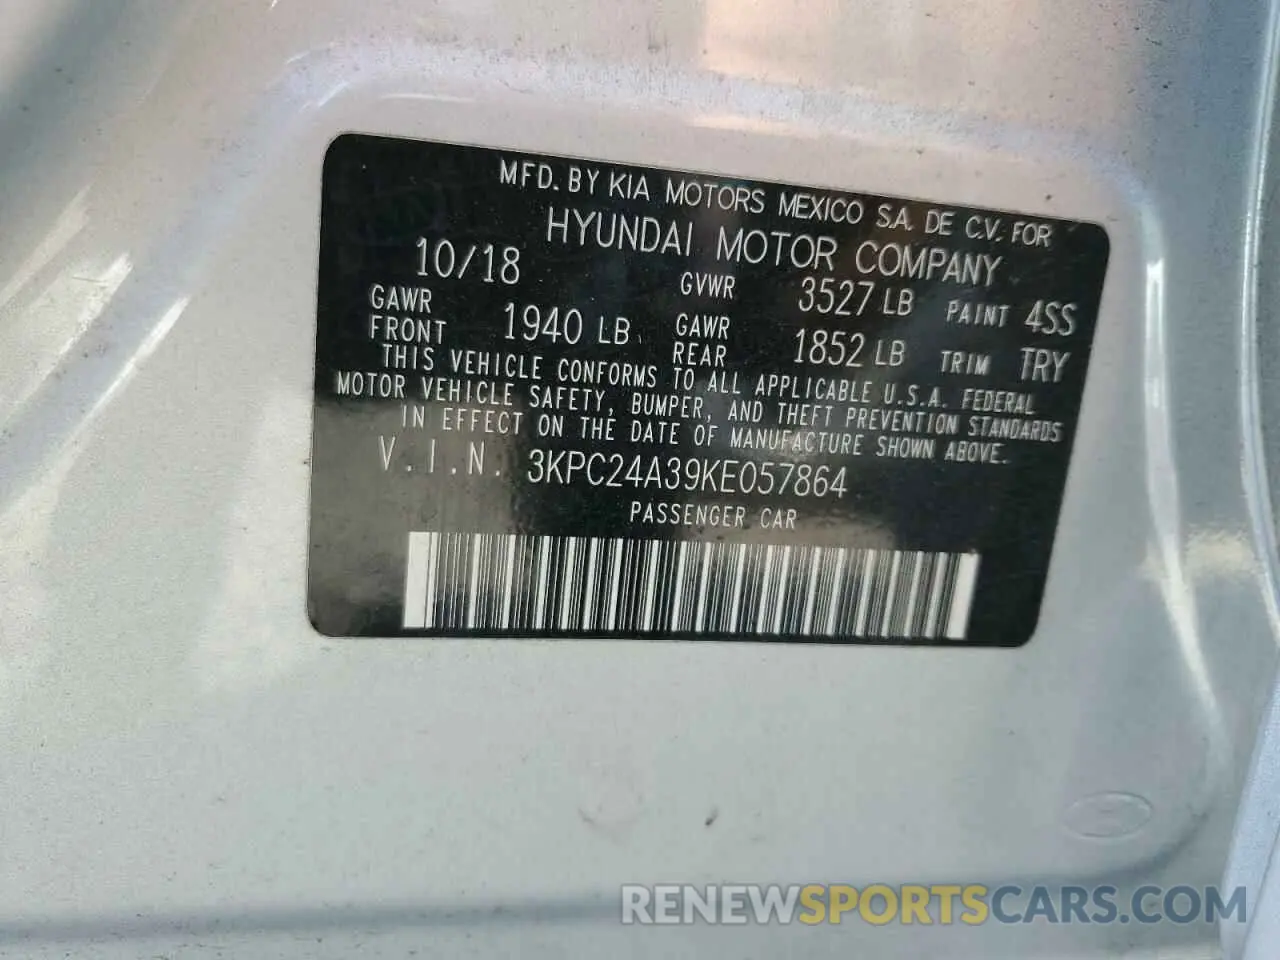 MFD. BY KIA MOTORS MEXICO S.A. DE C.V. FOR
HYUNDAI MOTOR COMPANY
10/18 GVWR 3527 LB PAINT 4SS
GAWR FRONT 1940 LB GAWR REAR 1852 LB TRIM TRY
THIS VEHICLE CONFORMS TO ALL APPLICABLE U.S.A. FEDERAL
MOTOR VEHICLE SAFETY, BUMPER, AND THEFT PREVENTION STANDARDS
IN EFFECT ON THE DATE OF MANUFACTURE SHOWN ABOVE.
V.I.N. 3KPC24A39KE057864
PASSENGER CAR
RENEWSPORTSCARS.COM